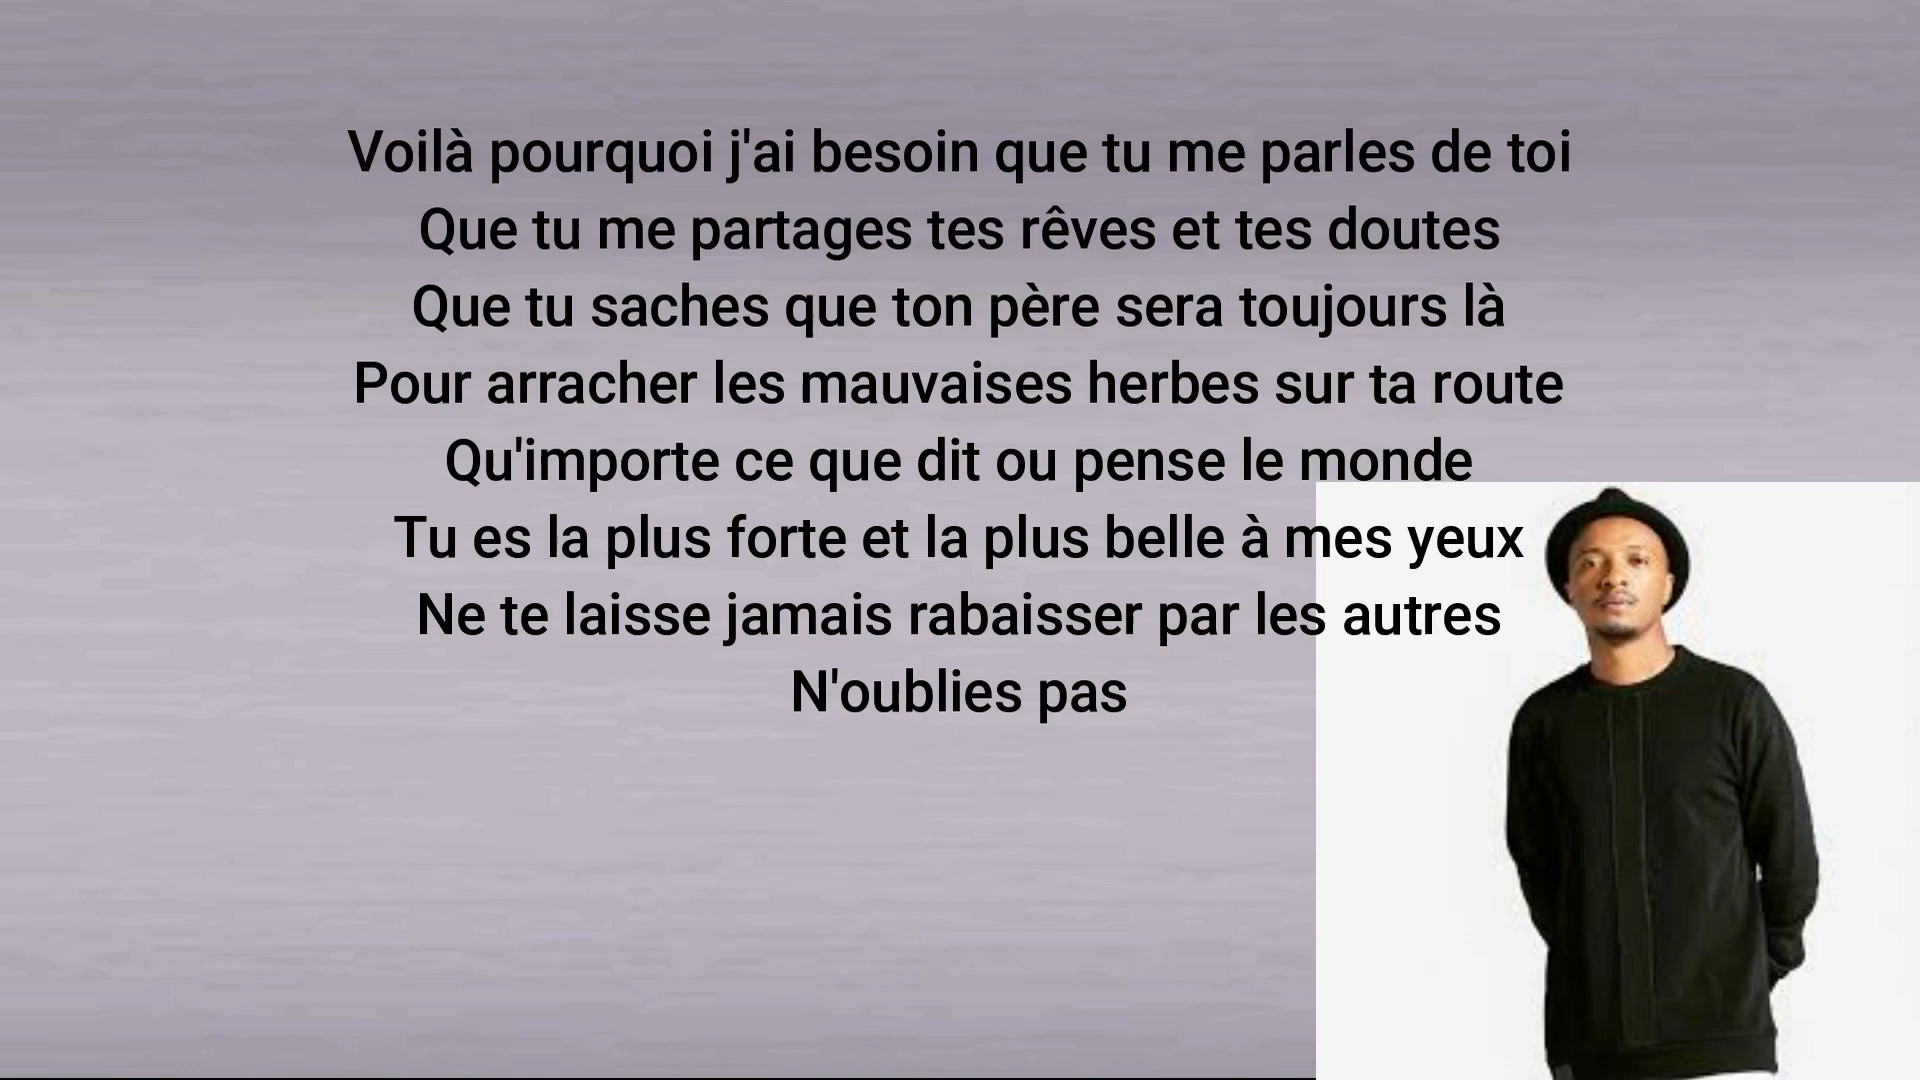 Voilà pourquoi j'ai besoin que tu me parles de toi
Que tu me partages tes rêves et tes doutes
Que tu saches que ton père sera toujours là
Pour arracher les mauvaises herbes sur ta route
Qu'importe ce que dit ou pense le monde
Tu es la plus forte et la plus belle à mes yeux
Ne te laisse jamais rabaisser par les autres
N'oublies pas